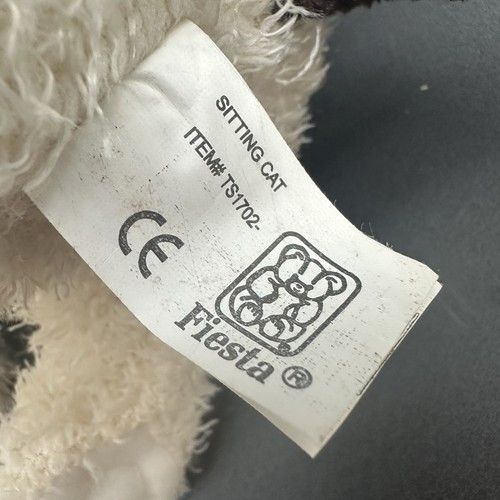 SITTING CAT
ITEM# TS1702-
CE
Fiesta ®